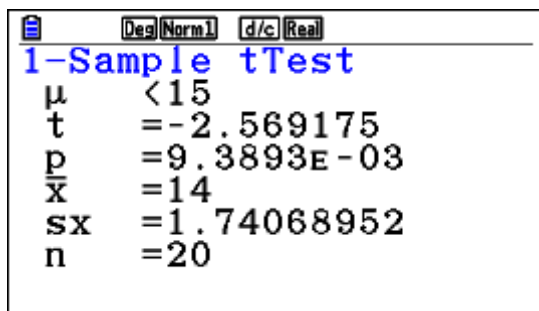 Deg Norm1 d/c Real
1-Sample tTest
μ <15
t =-2.569175
p =9.3893E-03
x̄ =14
sx =1.74068952
n =20